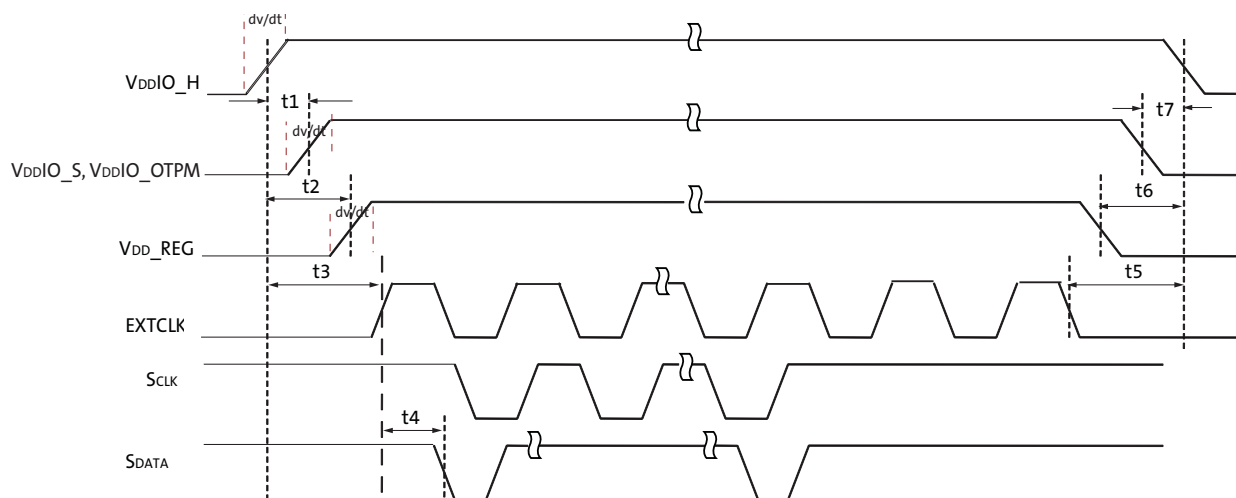 dv/dt
VDDIO_H
t1
t7
dv/dt
VDDIO_S, VDDIO_OTPM
t2
t6
dv/dt
VDD_REG
t3
t5
EXTCLK
SCLK
t4
SDATA